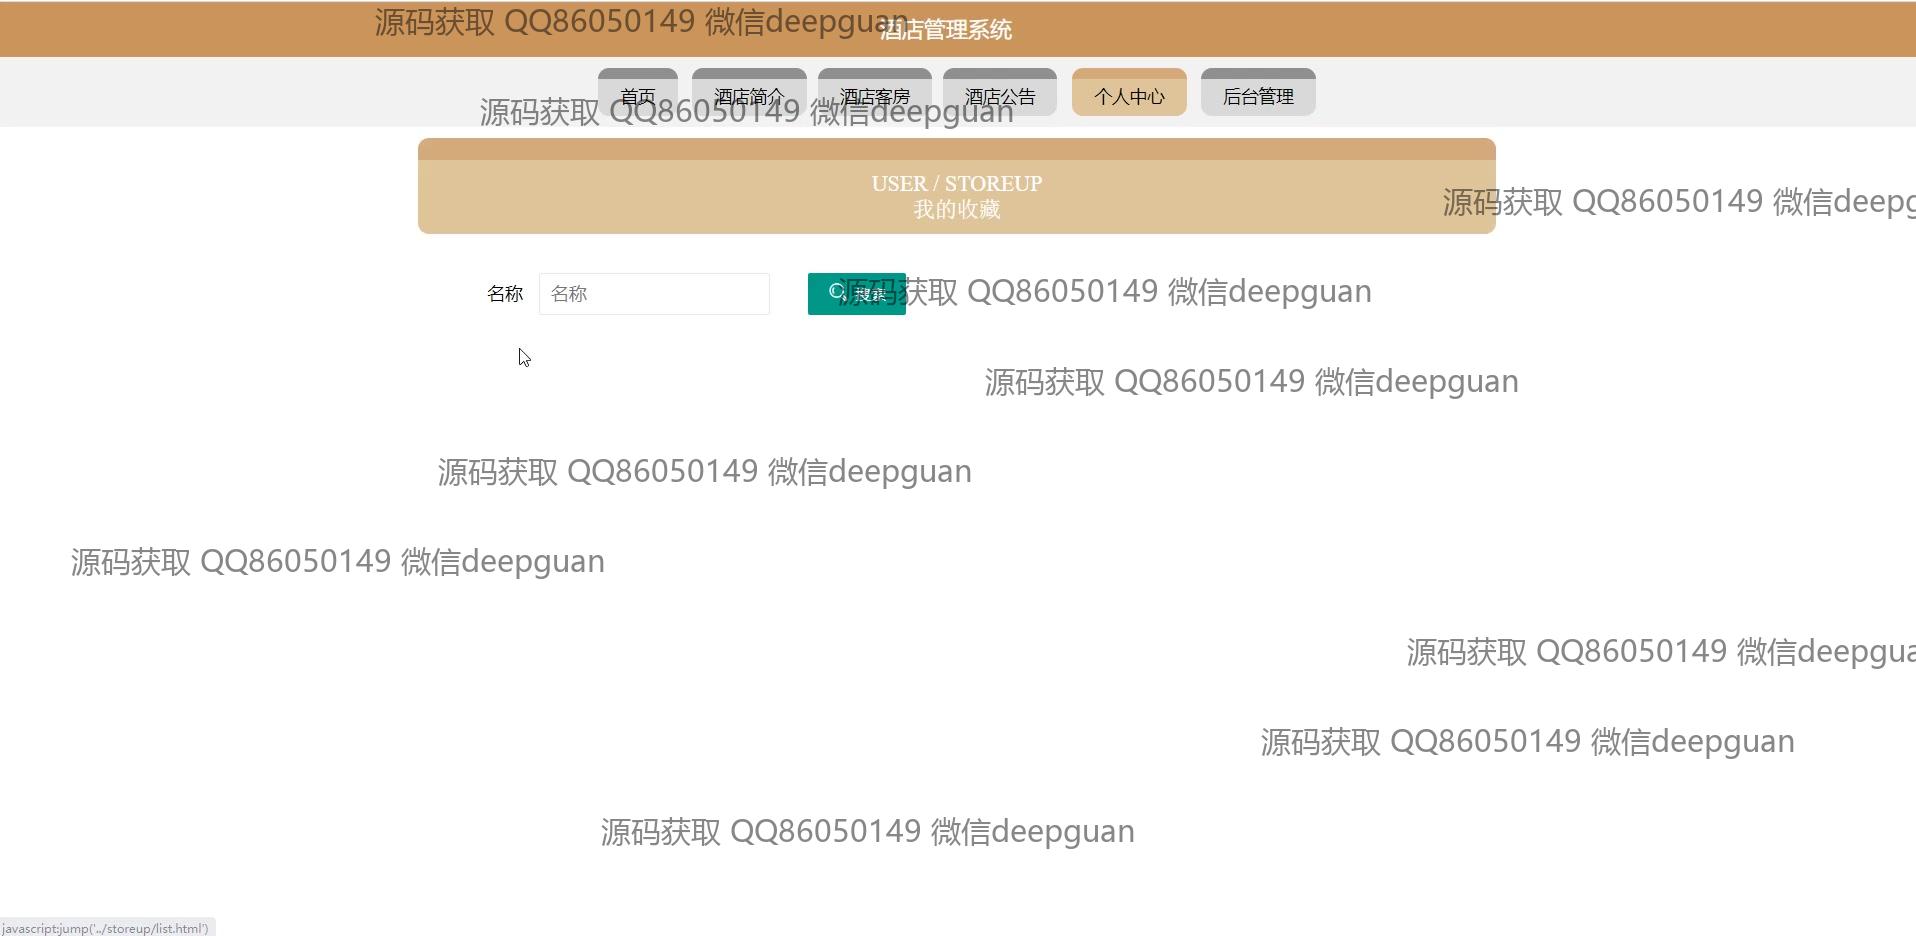 源码获取 QQ86050149 微信deepguan
酒店管理系统
首页
酒店简介
酒店客房
酒店公告
个人中心
后台管理
源码获取 QQ86050149 微信deepguan
USER / STOREUP
我的收藏
源码获取 QQ86050149 微信deepg
名称
名称
搜索
源码获取 QQ86050149 微信deepguan
源码获取 QQ86050149 微信deepguan
源码获取 QQ86050149 微信deepguan
源码获取 QQ86050149 微信deepguan
源码获取 QQ86050149 微信deepgua
源码获取 QQ86050149 微信deepguan
源码获取 QQ86050149 微信deepguan
javascript:jump('../storeup/list.html')